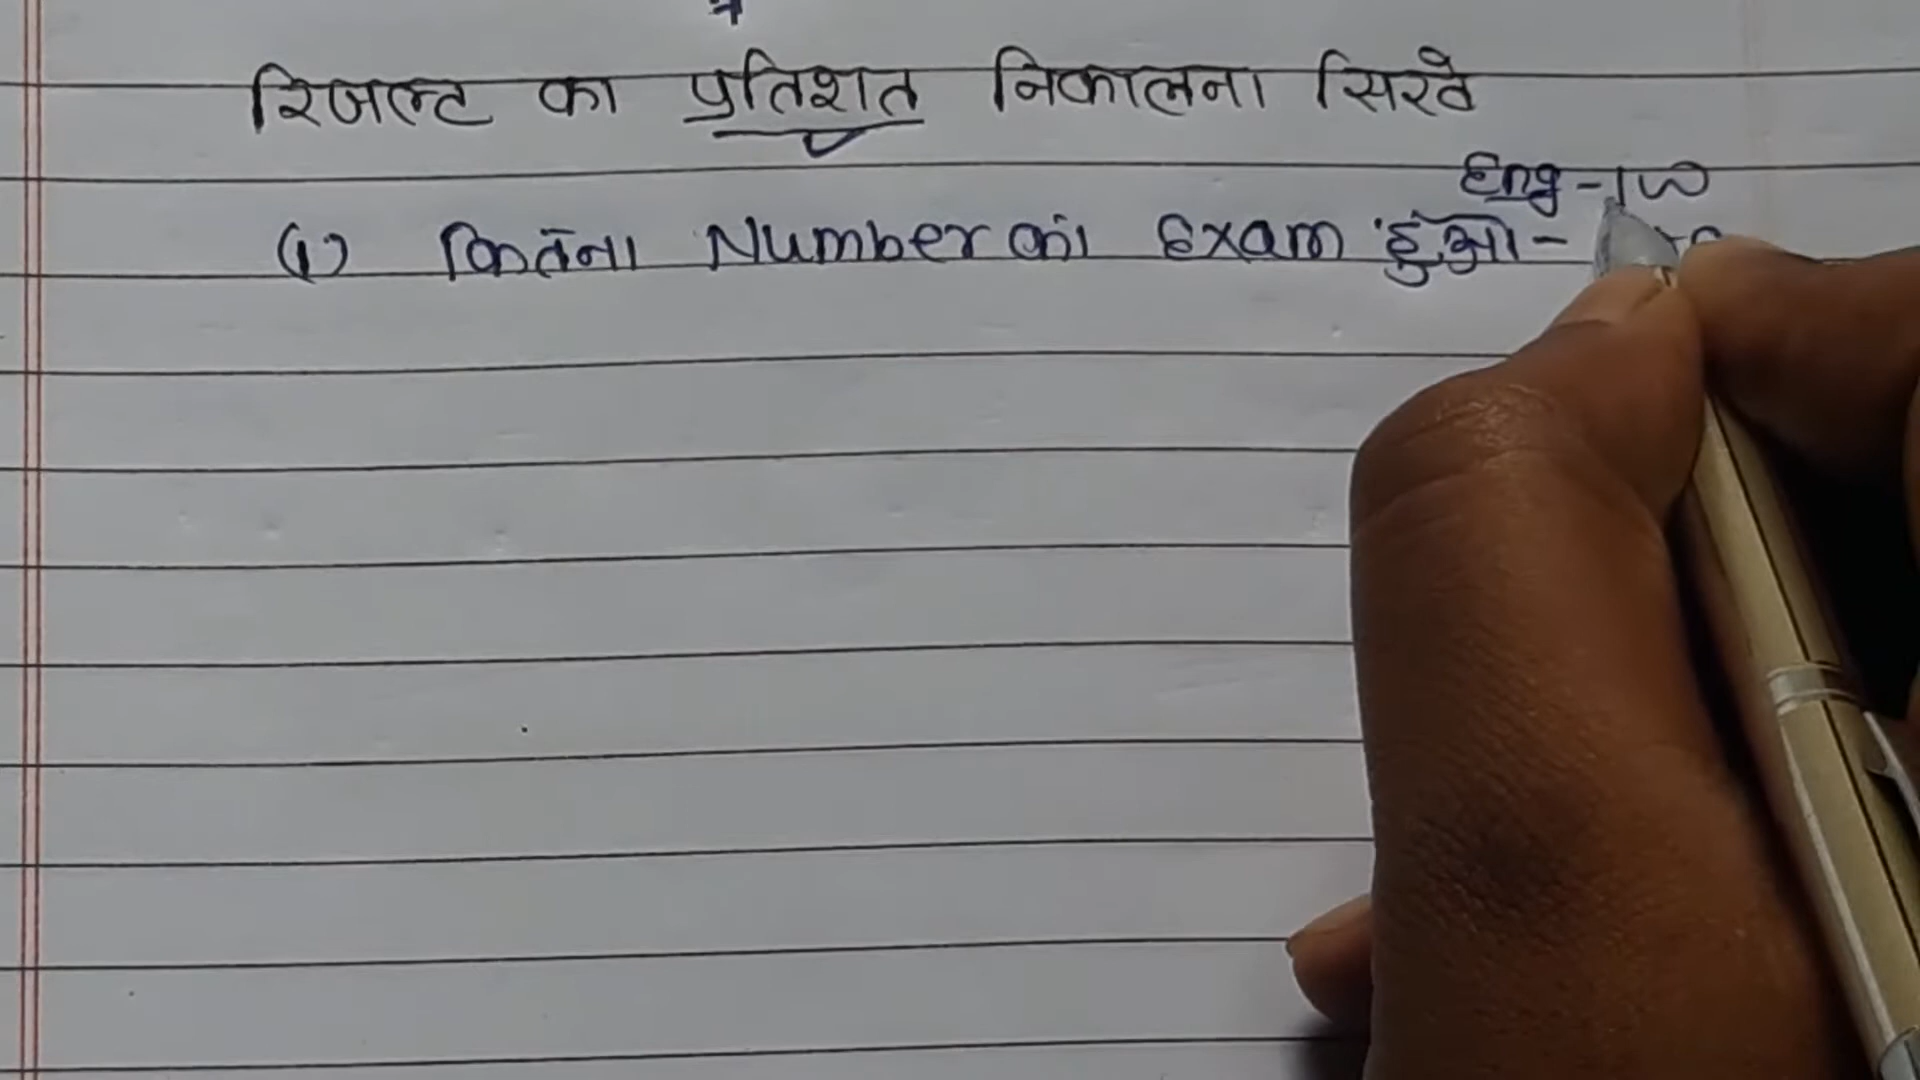 रिजल्ट का प्रतिशत निकालना सिखे
Eng - 100
(1) कितना Number का Exam हुआ -